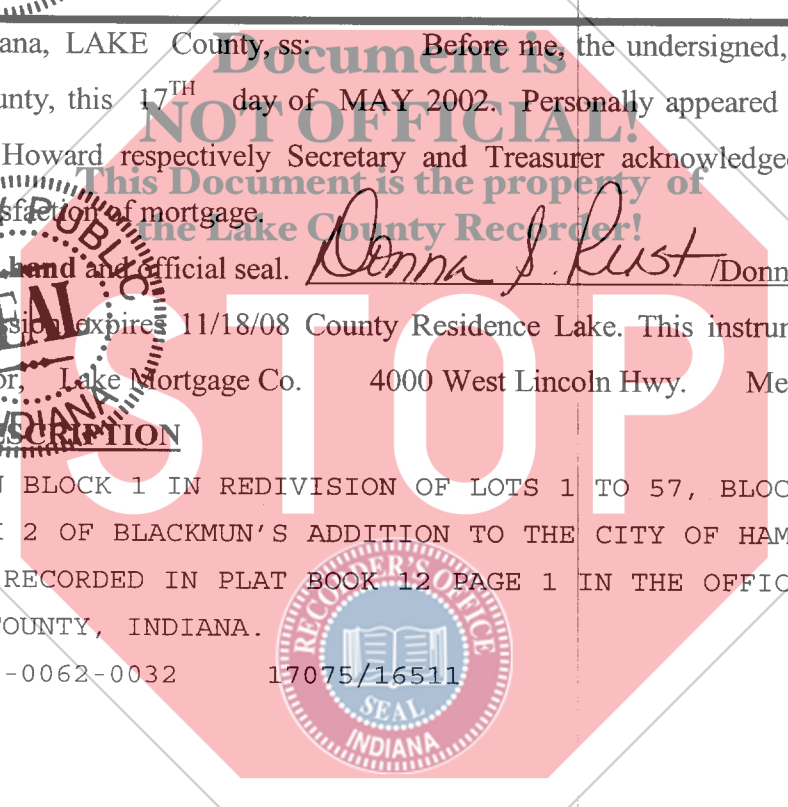 ana, LAKE County, ss: Before me, the undersigned,
unty, this 17TH day of MAY 2002. Personally appeared
Howard respectively Secretary and Treasurer acknowledge
sfaction of mortgage.
hand and official seal. Donna J. Rust /Donn
ssion expires 11/18/08 County Residence Lake. This instru
or, Lake Mortgage Co. 4000 West Lincoln Hwy. Me
ESCRIPTION
N BLOCK 1 IN REDIVISION OF LOTS 1 TO 57, BLOC
K 2 OF BLACKMUN'S ADDITION TO THE CITY OF HAM
RECORDED IN PLAT BOOK 12 PAGE 1 IN THE OFFIC
COUNTY, INDIANA.
-0062-0032 17075/16511
Document is
NOT OFFICIAL!
This Document is the property of
the Lake County Recorder!
STOP
PUBLIC
EAL
INDIANA
RECORDER'S OFFICE
SEAL
INDIANA